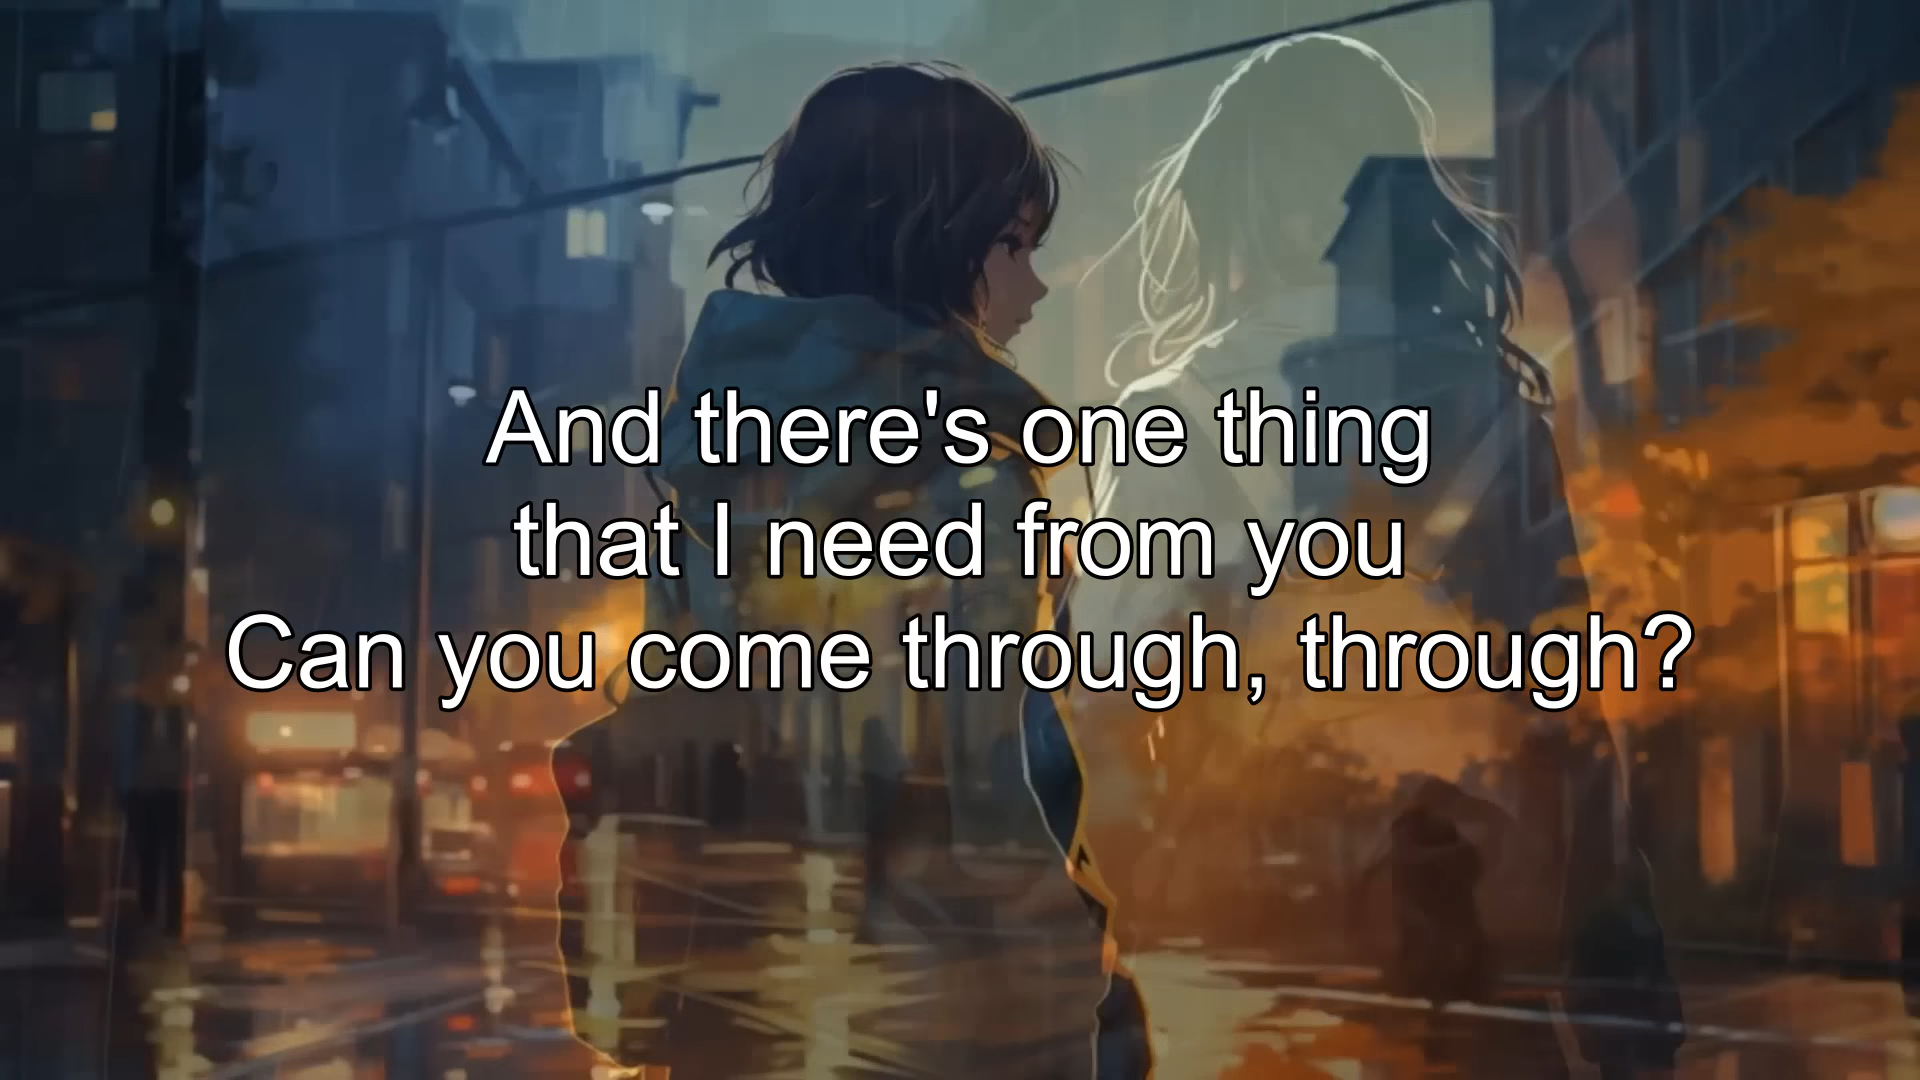 And there's one thing
that I need from you
Can you come through, through?